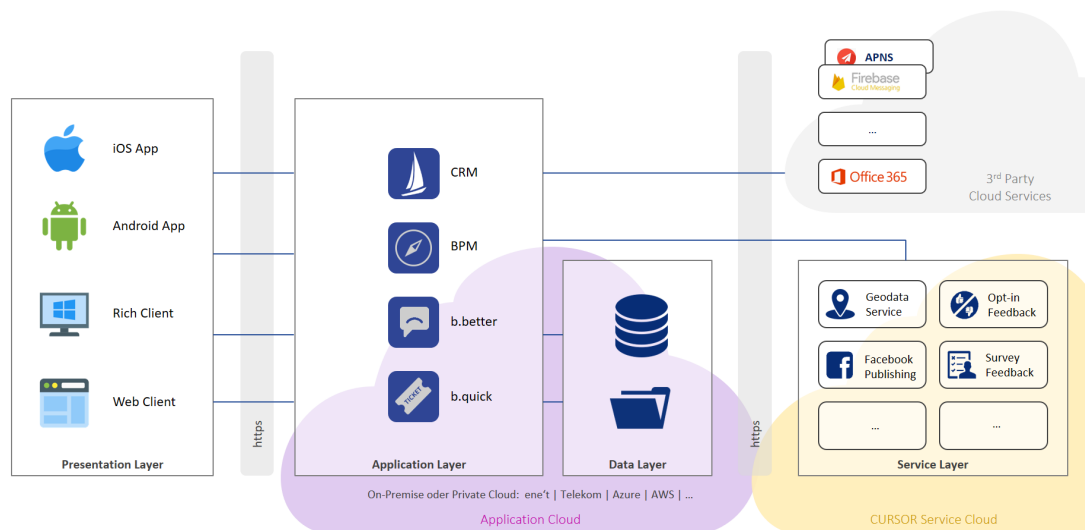 APNS
Firebase
Cloud Messaging
...
Office 365
3rd Party
Cloud Services
iOS App
Android App
Rich Client
Web Client
Presentation Layer
https
CRM
BPM
b.better
TICKET
b.quick
Application Layer
Data Layer
https
Geodata
Service
Opt-in
Feedback
Facebook
Publishing
Survey
Feedback
...
...
Service Layer
On-Premise oder Private Cloud: ene't | Telekom | Azure | AWS | ...
Application Cloud
CURSOR Service Cloud